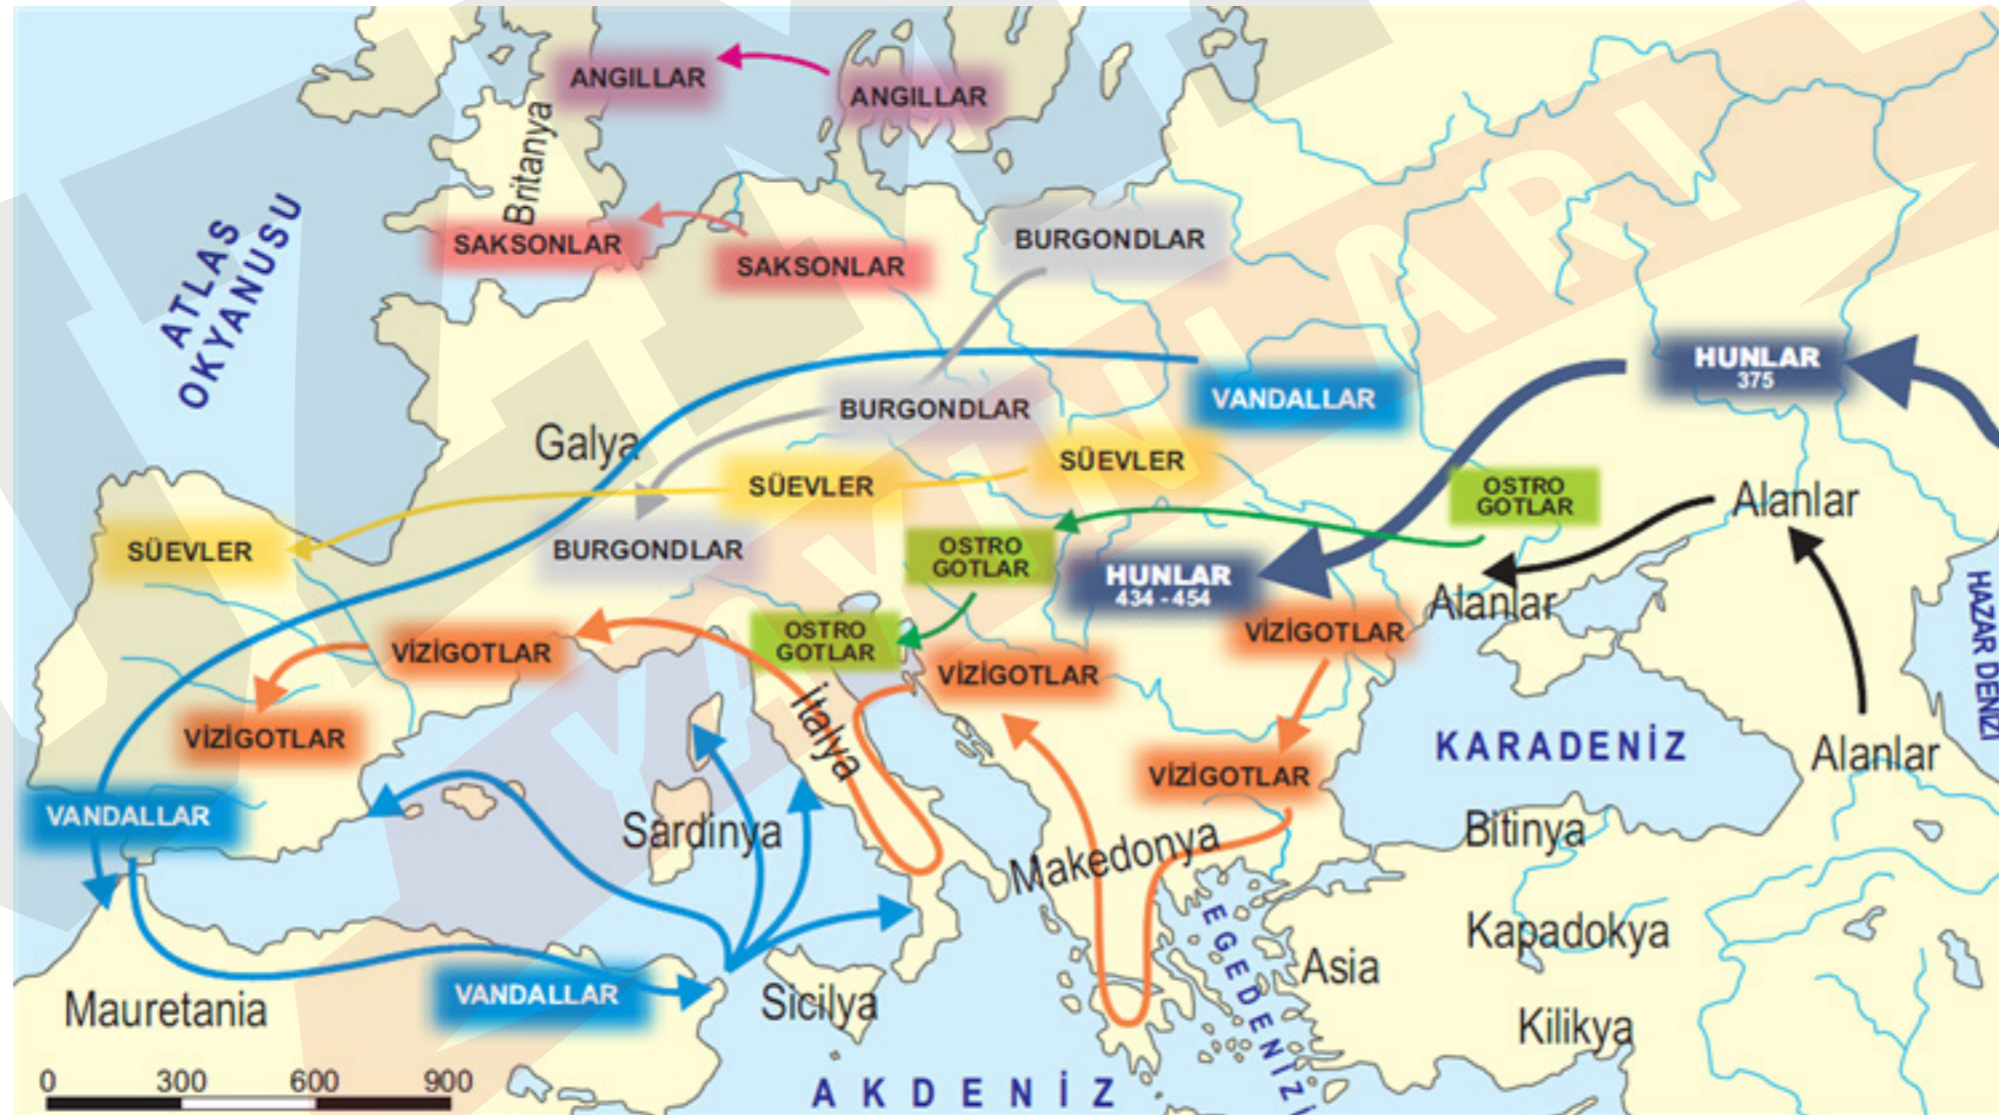 ANGILLAR
ANGILLAR
Britanya
ATLAS
OKYANUSU
SAKSONLAR
SAKSONLAR
BURGONDLAR
HUNLAR
375
VANDALLAR
BURGONDLAR
Galya
SÜEVLER
SÜEVLER
OSTRO
GOTLAR
Alanlar
SÜEVLER
BURGONDLAR
OSTRO
GOTLAR
HUNLAR
434 - 454
Alanlar
HAZAR DENİZİ
VİZİGOTLAR
OSTRO
GOTLAR
VİZİGOTLAR
VİZİGOTLAR
VİZİGOTLAR
İtalya
KARADENİZ
Alanlar
VİZİGOTLAR
VANDALLAR
Sardinya
Makedonya
Bitinya
EGE DENİZİ
Kapadokya
Asia
VANDALLAR
Mauretania
Sicilya
Kilikya
0 300 600 900
AKDENİZ
YAYINLARI